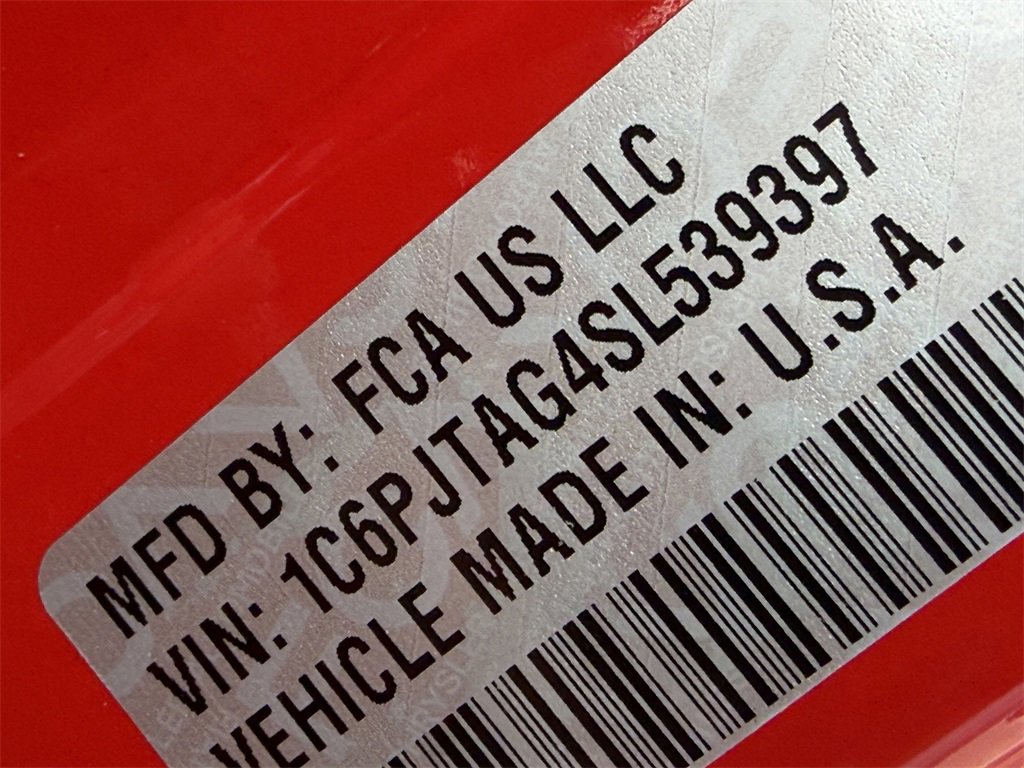 MFD BY: FCA US LLC
VIN: 1C6PJTAG4SL539397
VEHICLE MADE IN: U.S.A.